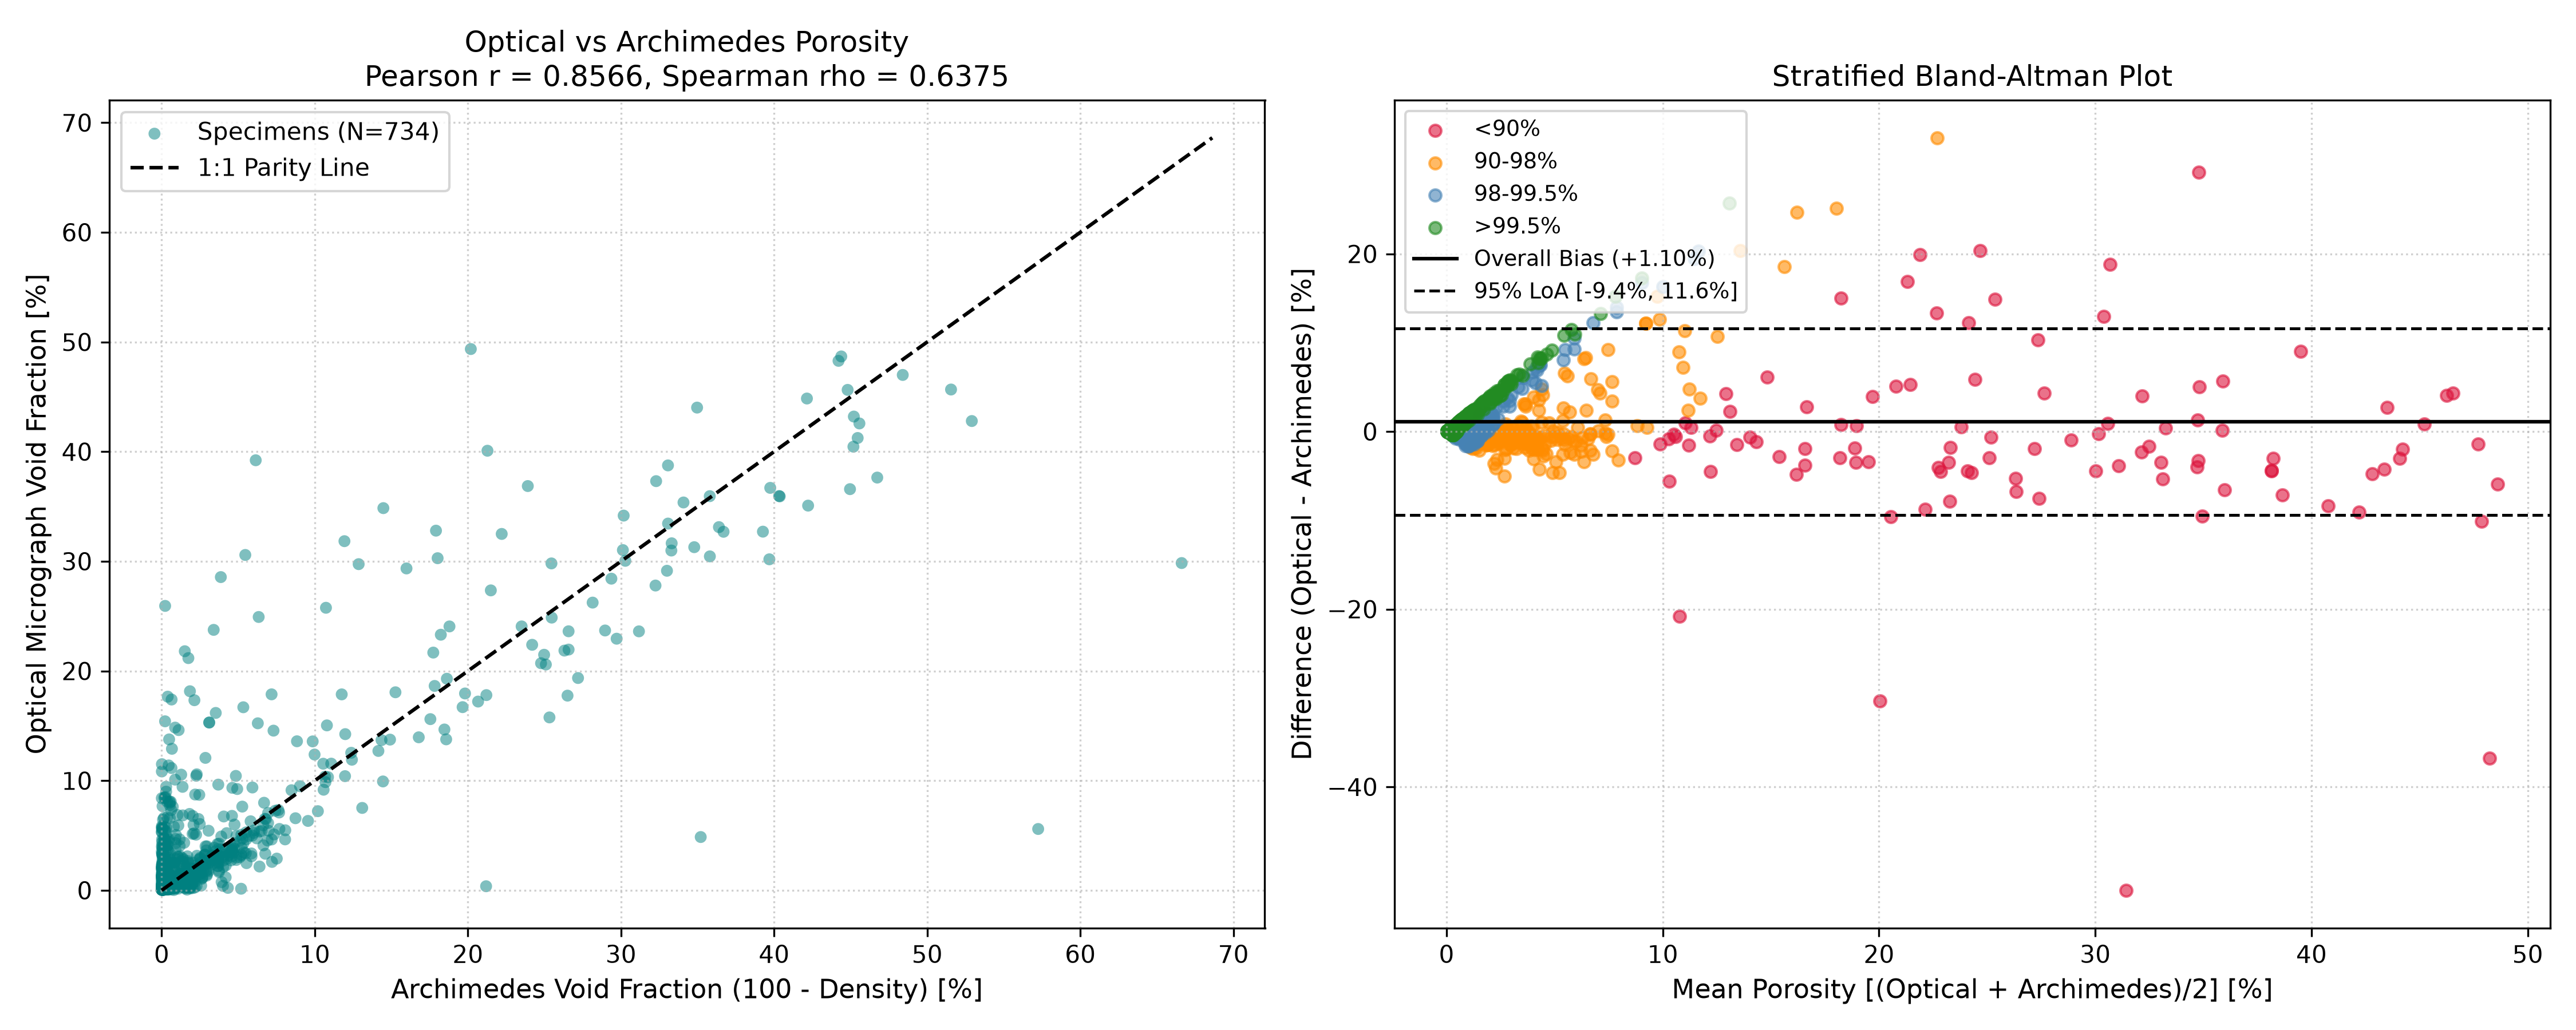 Optical vs Archimedes Porosity
Pearson r = 0.8566, Spearman rho = 0.6375
Specimens (N=734)
1:1 Parity Line
Optical Micrograph Void Fraction [%]
70
60
50
40
30
20
10
0
0 10 20 30 40 50 60 70
Archimedes Void Fraction (100 - Density) [%]
Stratified Bland-Altman Plot
<90%
90-98%
98-99.5%
>99.5%
Overall Bias (+1.10%)
95% LoA [-9.4%, 11.6%]
Difference (Optical - Archimedes) [%]
20
0
−20
−40
0 10 20 30 40 50
Mean Porosity [(Optical + Archimedes)/2] [%]